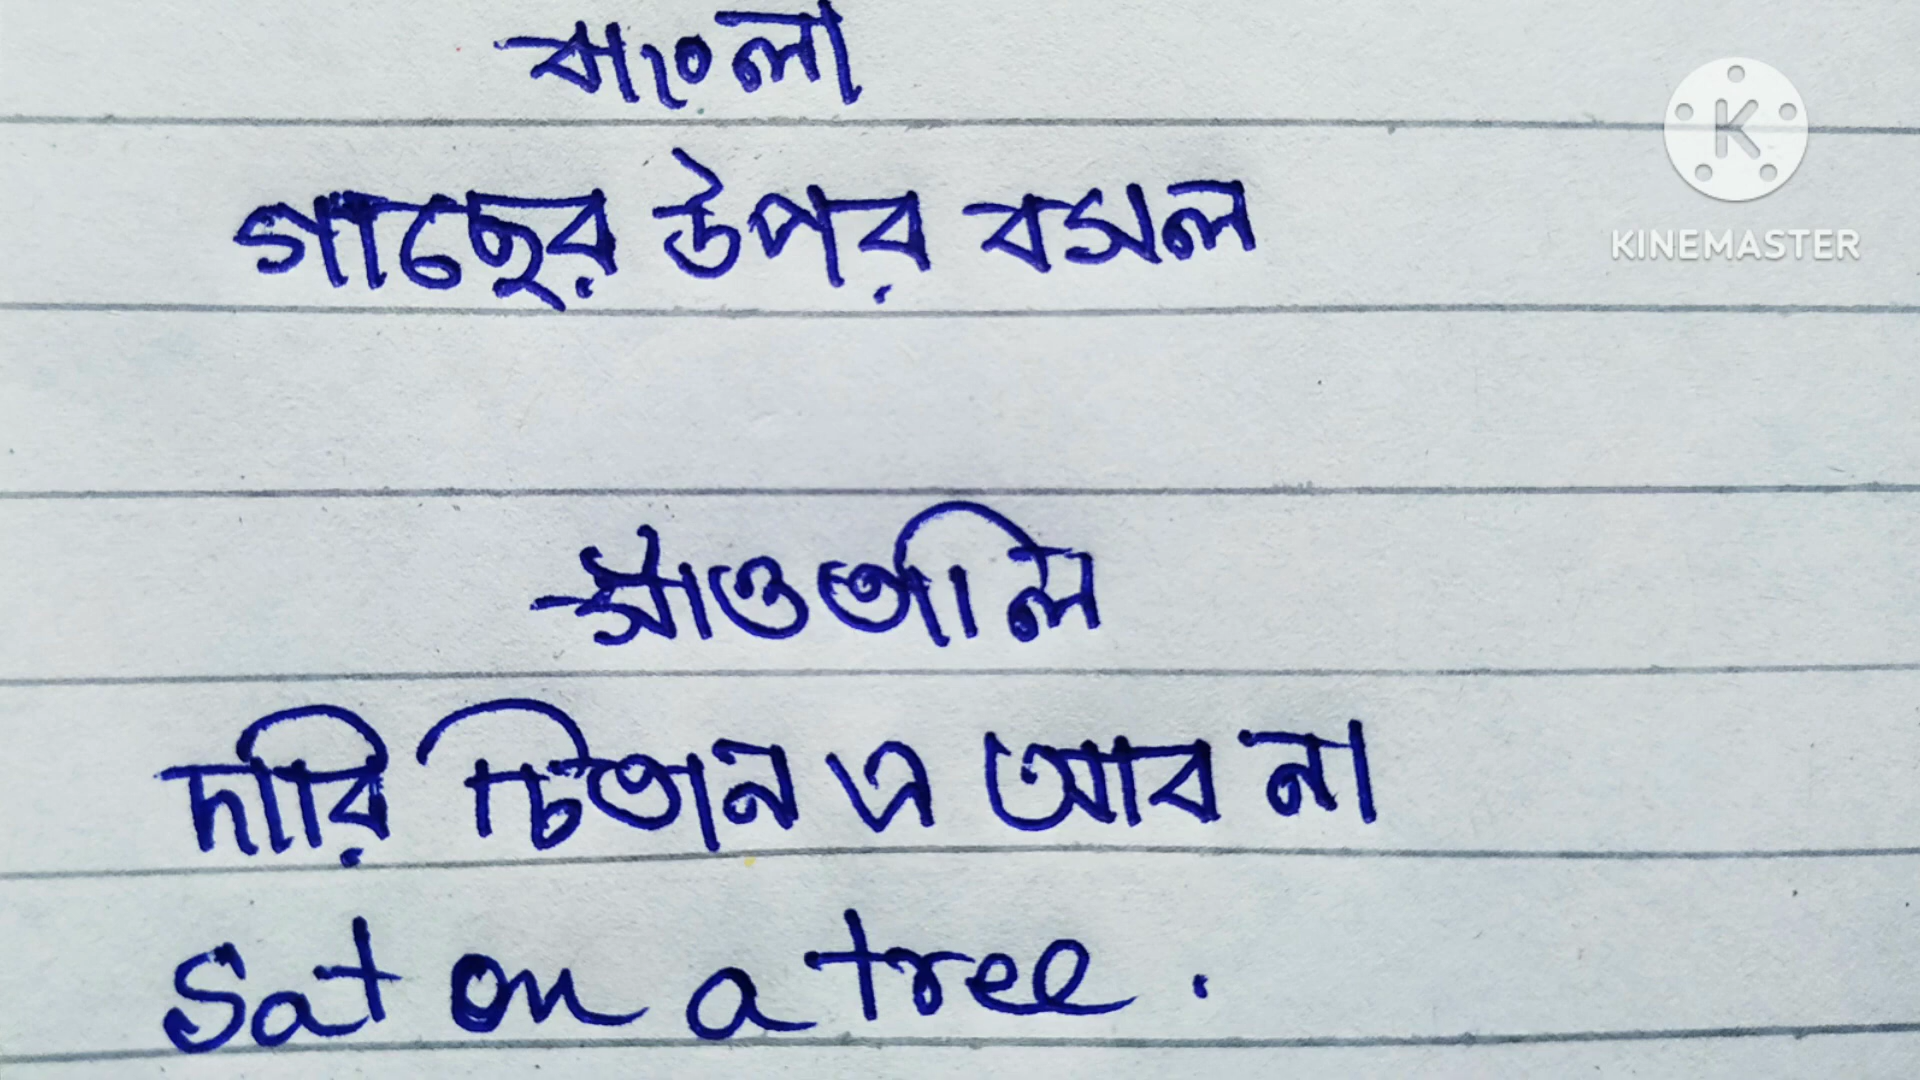 বাংলা
গাছের উপর বসল
KINEMASTER
সাঁওতালি
দারি চিতান এ আব না
Sat on a tree.